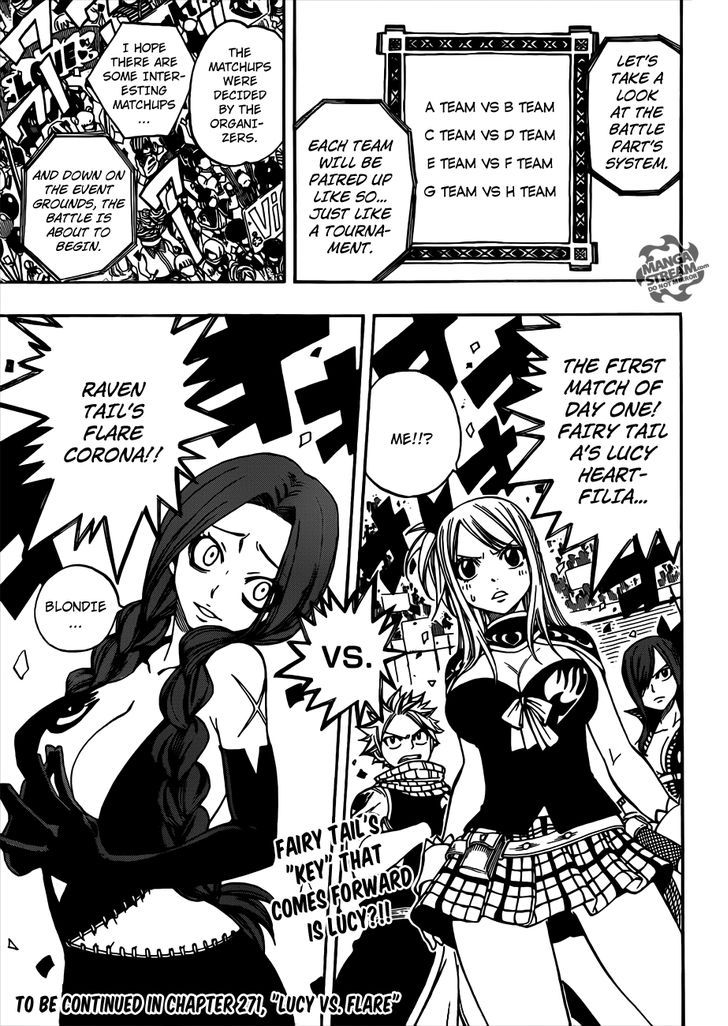 LET'S
TAKE A
LOOK
AT THE
BATTLE
PART'S
SYSTEM.
A TEAM VS B TEAM
C TEAM VS D TEAM
E TEAM VS F TEAM
G TEAM VS H TEAM
EACH TEAM
WILL BE
PAIRED UP
LIKE SO...
JUST LIKE
A TOURNA-
MENT.
THE
MATCHUPS
WERE
DECIDED
BY THE
ORGANI-
ZERS.
I HOPE
THERE ARE
SOME INTER-
ESTING
MATCHUPS
...
AND DOWN ON
THE EVENT
GROUNDS, THE
BATTLE IS
ABOUT TO
BEGIN.
MANGA
STREAM.com
DO NOT MIRROR
THE FIRST
MATCH OF
DAY ONE!
FAIRY TAIL
A'S LUCY
HEART-
FILIA...
ME!!?
VS.
RAVEN
TAIL'S
FLARE
CORONA!!
BLONDIE
...
FAIRY TAIL'S
"KEY" THAT
COMES FORWARD
IS LUCY?!!
TO BE CONTINUED IN CHAPTER 271, "LUCY VS. FLARE"